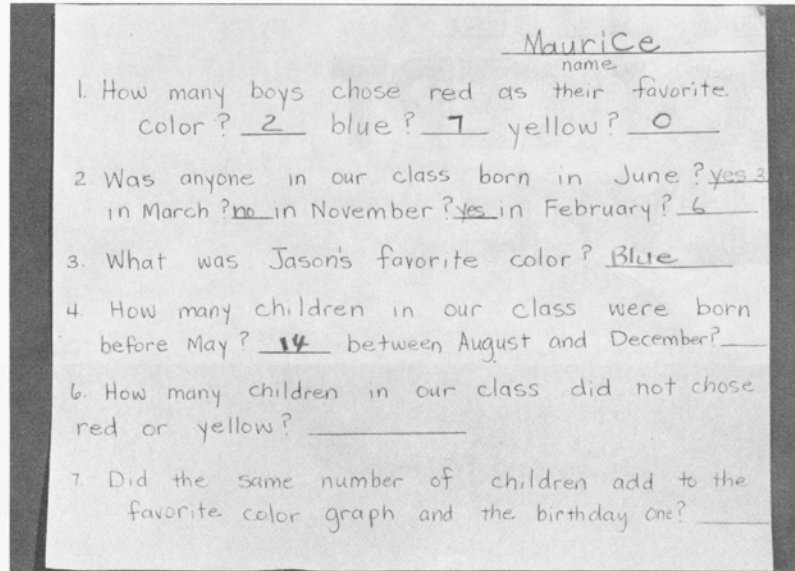 Maurice
name
1. How many boys chose red as their favorite
color? 2 blue? 7 yellow? 0
2 Was anyone in our class born in June? yes 3
in March? no in November? yes in February? 6
3. What was Jason's favorite color? Blue
4. How many children in our class were born
before May? 14 between August and December?
6. How many children in our class did not chose
red or yellow?
7. Did the same number of children add to the
favorite color graph and the birthday one?